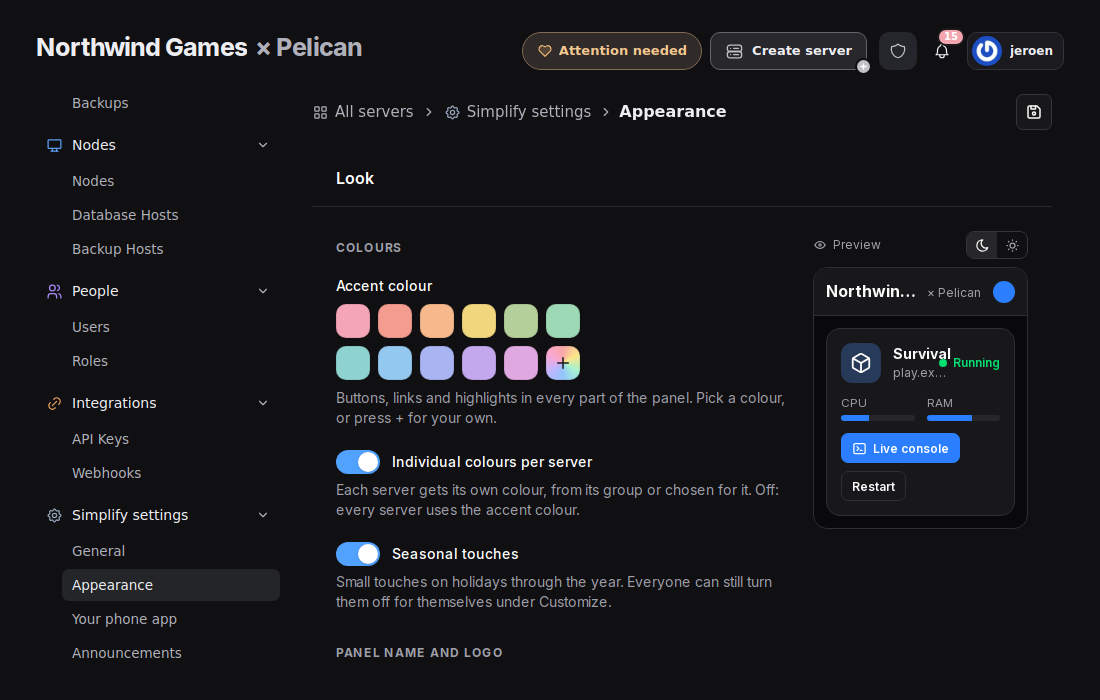 Northwind Games × Pelican
Attention needed
Create server
15
jeroen
Backups
Nodes
Nodes
Database Hosts
Backup Hosts
People
Users
Roles
Integrations
API Keys
Webhooks
Simplify settings
General
Appearance
Your phone app
Announcements
All servers > Simplify settings > Appearance
Look
COLOURS
Accent colour
Buttons, links and highlights in every part of the panel. Pick a colour,
or press + for your own.
Individual colours per server
Each server gets its own colour, from its group or chosen for it. Off:
every server uses the accent colour.
Seasonal touches
Small touches on holidays through the year. Everyone can still turn
them off for themselves under Customize.
PANEL NAME AND LOGO
Preview
Northwin... × Pelican
Survival
Running
play.ex...
CPU RAM
Live console
Restart